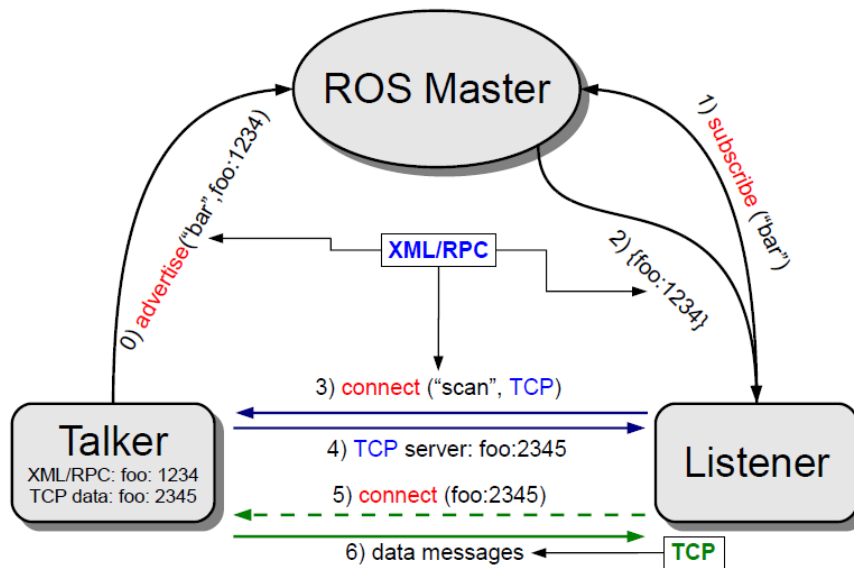 ROS Master
0) advertise(“bar”,foo:1234)
1) subscribe (“bar”)
XML/RPC
2) {foo:1234}
3) connect (“scan”, TCP)
Talker
XML/RPC: foo: 1234
TCP data: foo: 2345
4) TCP server: foo:2345
Listener
5) connect (foo:2345)
6) data messages
TCP